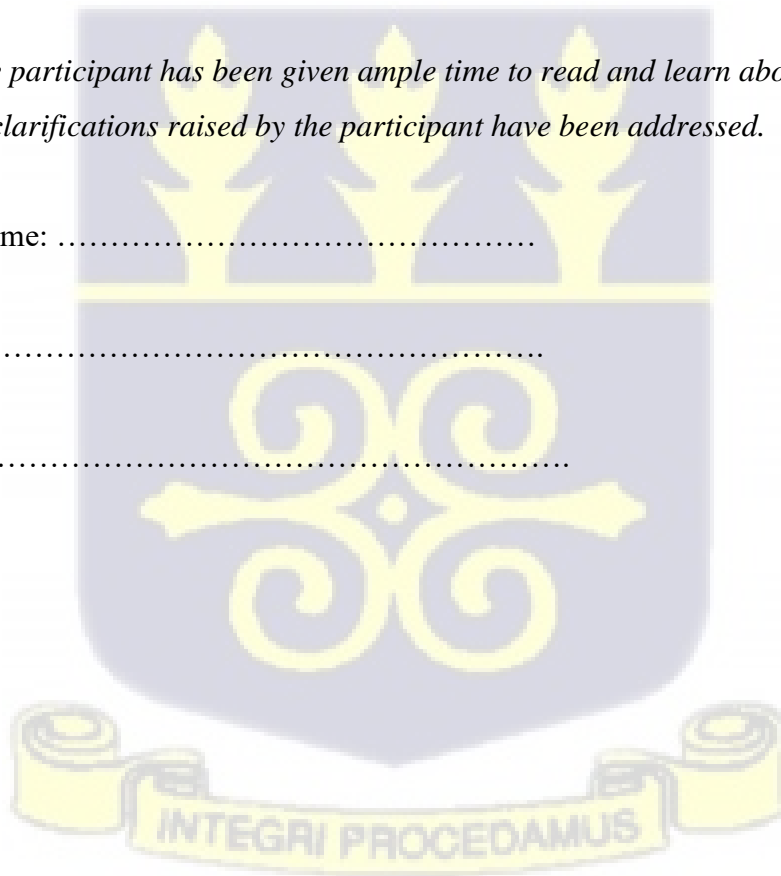 participant has been given ample time to read and learn
clarifications raised by the participant have been addressed.
me: ……………………………………
……………………………………………….
……………………………………………………….
INTEGRI PROCEDAMUS